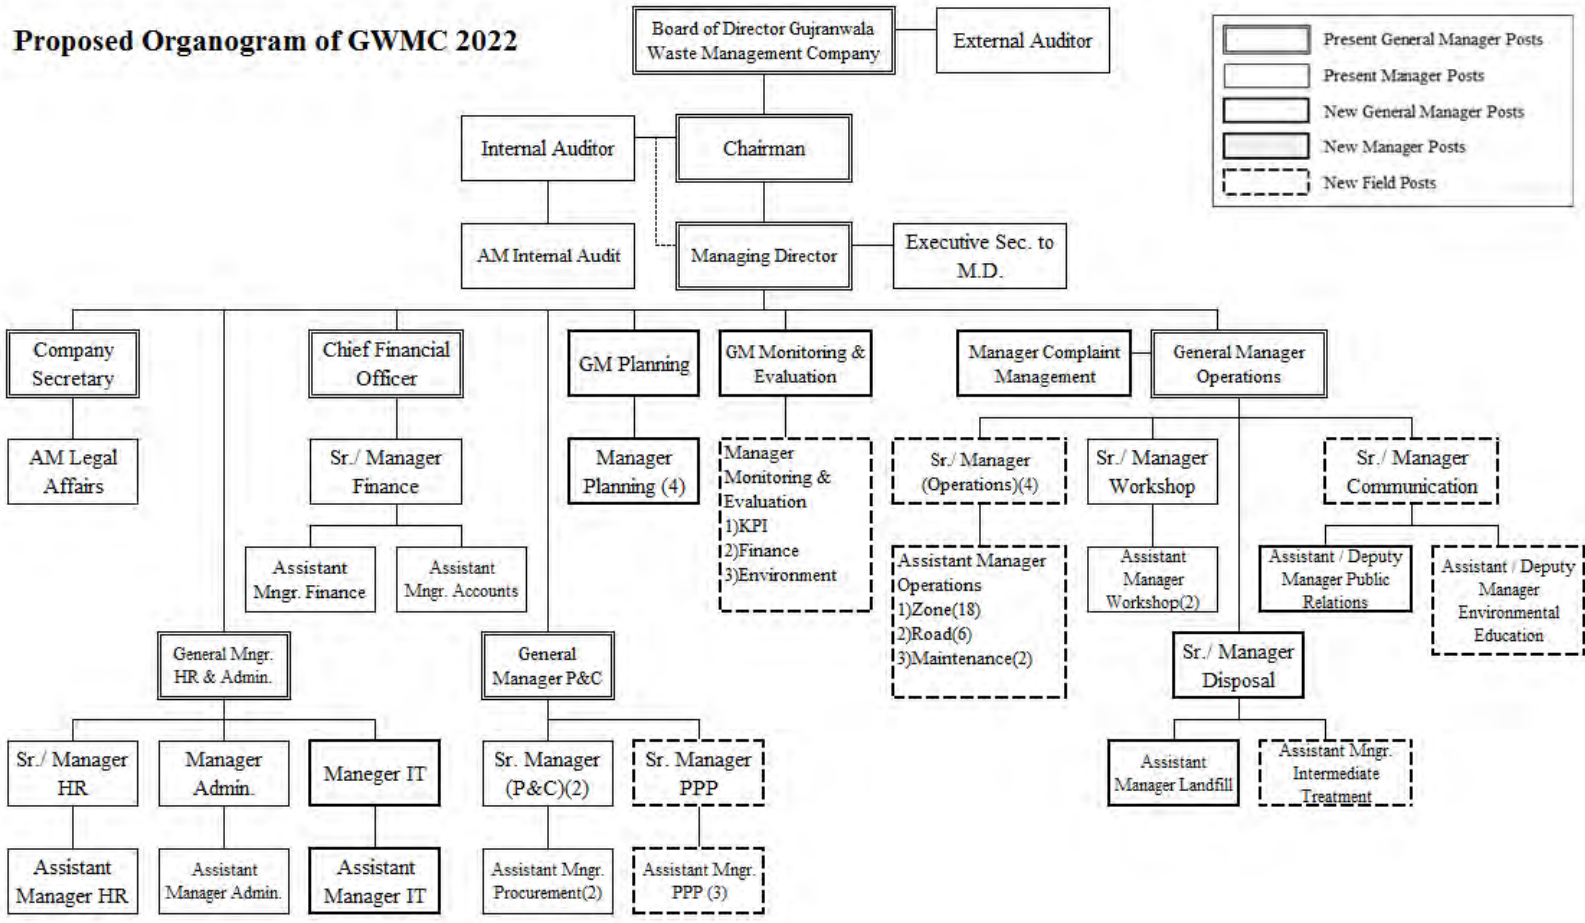 Proposed Organogram of GWMC 2022
Board of Director Gujranwala
Waste Management Company
External Auditor
Present General Manager Posts
Present Manager Posts
New General Manager Posts
New Manager Posts
New Field Posts
Internal Auditor
Chairman
AM Internal Audit
Managing Director
Executive Sec. to
M.D.
Company
Secretary
Chief Financial
Officer
GM Planning
GM Monitoring &
Evaluation
Manager Complaint
Management
General Manager
Operations
AM Legal
Affairs
Sr./ Manager
Finance
Manager
Planning (4)
Manager
Monitoring &
Evaluation
1)KPI
2)Finance
3)Environment
Sr./ Manager
(Operations)(4)
Sr./ Manager
Workshop
Sr./ Manager
Communication
Assistant
Mngr. Finance
Assistant
Mngr. Accounts
Assistant Manager
Operations
1)Zone(18)
2)Road(6)
3)Maintenance(2)
Assistant
Manager
Workshop(2)
Assistant / Deputy
Manager Public
Relations
Assistant / Deputy
Manager
Environmental
Education
General Mngr.
HR & Admin.
General
Manager P&C
Sr./ Manager
Disposal
Sr./ Manager
HR
Manager
Admin.
Maneger IT
Sr. Manager
(P&C)(2)
Sr. Manager
PPP
Assistant
Manager Landfill
Assistant Mngr.
Intermediate
Treatment
Assistant
Manager HR
Assistant
Manager Admin.
Assistant
Manager IT
Assistant Mngr.
Procurement(2)
Assistant Mngr.
PPP (3)